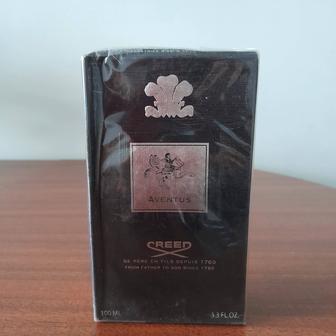 AVENTUS
CREED
DE PERE EN FILS DEPUIS 1760
FROM FATHER TO SON SINCE 1760
100 ML
3.3 FL.OZ.